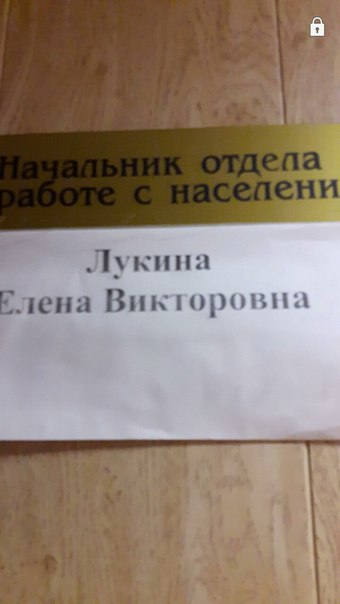 Начальник отдела
работе с населени
Лукина
Елена Викторовна